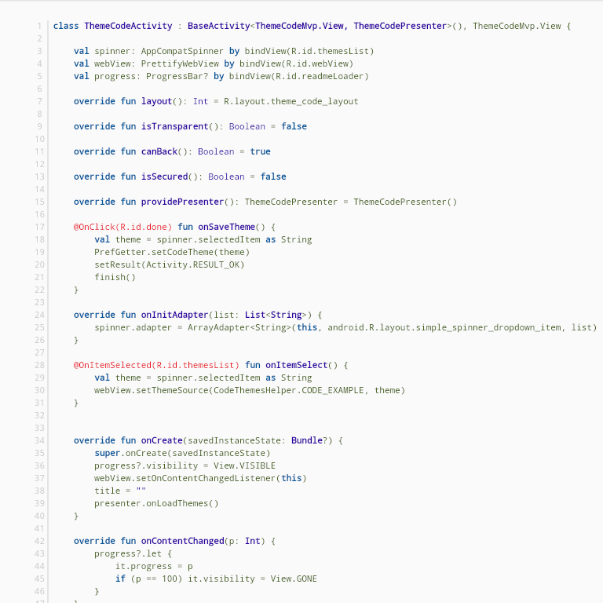 1 class ThemeCodeActivity : BaseActivity<ThemeCodeMvp.View, ThemeCodePresenter>(), ThemeCodeMvp.View {
2
3 val spinner: AppCompatSpinner by bindView(R.id.themesList)
4 val webView: PrettifyWebView by bindView(R.id.webView)
5 val progress: ProgressBar? by bindView(R.id.readmeLoader)
6
7 override fun layout(): Int = R.layout.theme_code_layout
8
9 override fun isTransparent(): Boolean = false
10
11 override fun canBack(): Boolean = true
12
13 override fun isSecured(): Boolean = false
14
15 override fun providePresenter(): ThemeCodePresenter = ThemeCodePresenter()
16
17 @OnClick(R.id.done) fun onSaveTheme() {
18 val theme = spinner.selectedItem as String
19 PrefGetter.setCodeTheme(theme)
20 setResult(Activity.RESULT_OK)
21 finish()
22 }
23
24 override fun onInitAdapter(list: List<String>) {
25 spinner.adapter = ArrayAdapter<String>(this, android.R.layout.simple_spinner_dropdown_item, list)
26 }
27
28 @OnItemSelected(R.id.themesList) fun onItemSelect() {
29 val theme = spinner.selectedItem as String
30 webView.setThemeSource(CodeThemesHelper.CODE_EXAMPLE, theme)
31 }
32
33
34 override fun onCreate(savedInstanceState: Bundle?) {
35 super.onCreate(savedInstanceState)
36 progress?.visibility = View.VISIBLE
37 webView.setOnContentChangedListener(this)
38 title = ""
39 presenter.onLoadThemes()
40 }
41
42 override fun onContentChanged(p: Int) {
43 progress?.let {
44 it.progress = p
45 if (p == 100) it.visibility = View.GONE
46 }